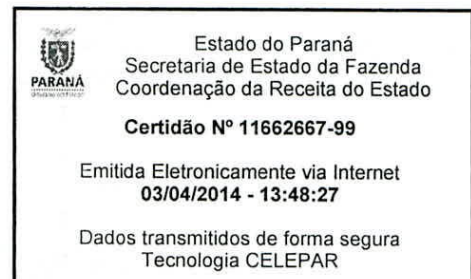 Estado do Paraná
Secretaria de Estado da Fazenda
PARANÁ
Coordenação da Receita do Estado
Certidão Nº 11662667-99
Emitida Eletronicamente via Internet
03/04/2014 - 13:48:27
Dados transmitidos de forma segura
Tecnologia CELEPAR